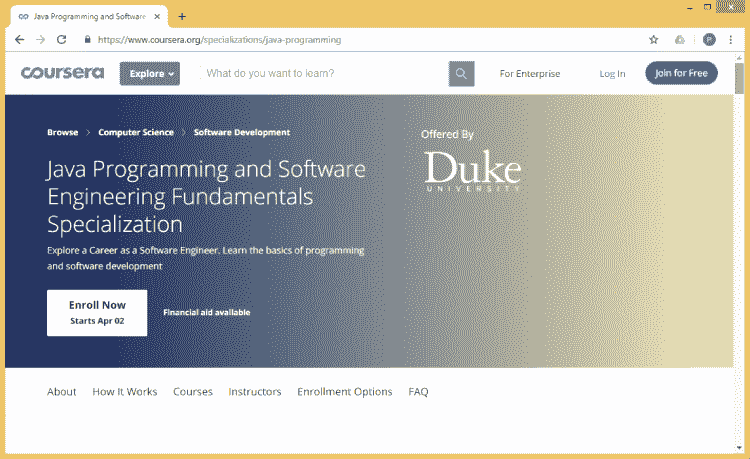 Java Programming and Software
https://www.coursera.org/specializations/java-programming
P
coursera
Explore
What do you want to learn?
For Enterprise
Log In
Join for Free
Browse > Computer Science > Software Development
Offered By
Duke
UNIVERSITY
Java Programming and Software
Engineering Fundamentals
Specialization
Explore a Career as a Software Engineer. Learn the basics of programming
and software development
Enroll Now
Starts Apr 02
Financial aid available
About
How It Works
Courses
Instructors
Enrollment Options
FAQ